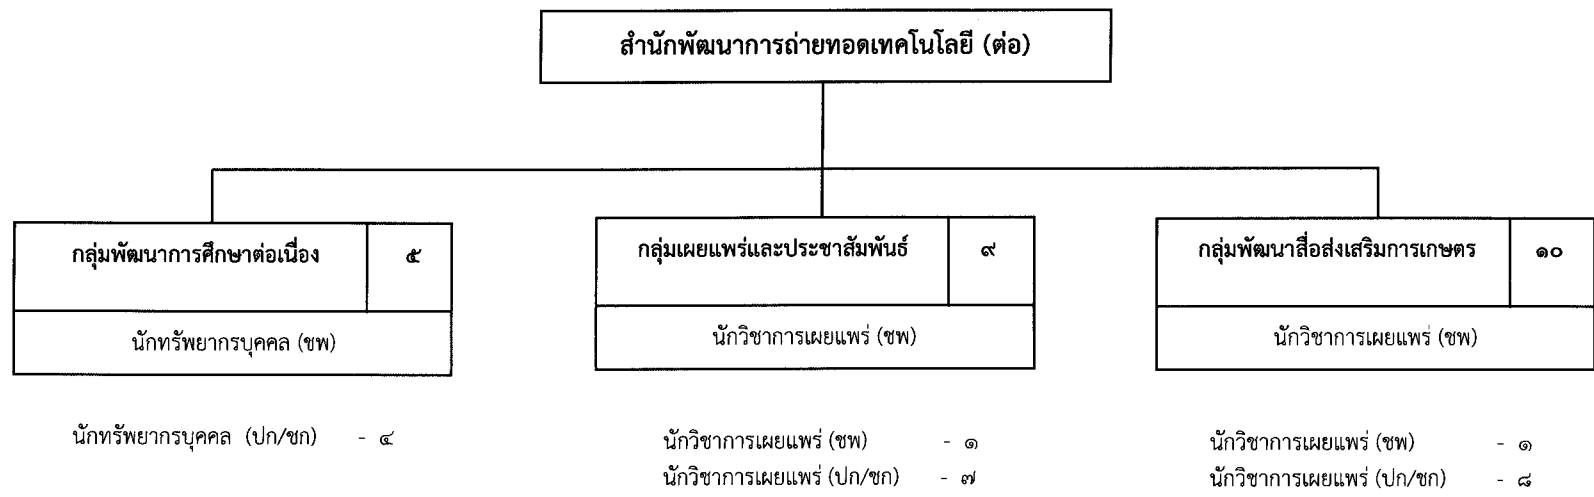 สำนักพัฒนาการถ่ายทอดเทคโนโลยี (ต่อ)
กลุ่มพัฒนาการศึกษาต่อเนื่อง ๕
นักทรัพยากรบุคคล (ชพ)
นักทรัพยากรบุคคล (ปก/ชก) - ๔
กลุ่มเผยแพร่และประชาสัมพันธ์ ๙
นักวิชาการเผยแพร่ (ชพ)
นักวิชาการเผยแพร่ (ชพ) - ๑
นักวิชาการเผยแพร่ (ปก/ชก) - ๗
กลุ่มพัฒนาสื่อส่งเสริมการเกษตร ๑๐
นักวิชาการเผยแพร่ (ชพ)
นักวิชาการเผยแพร่ (ชพ) - ๑
นักวิชาการเผยแพร่ (ปก/ชก) - ๘